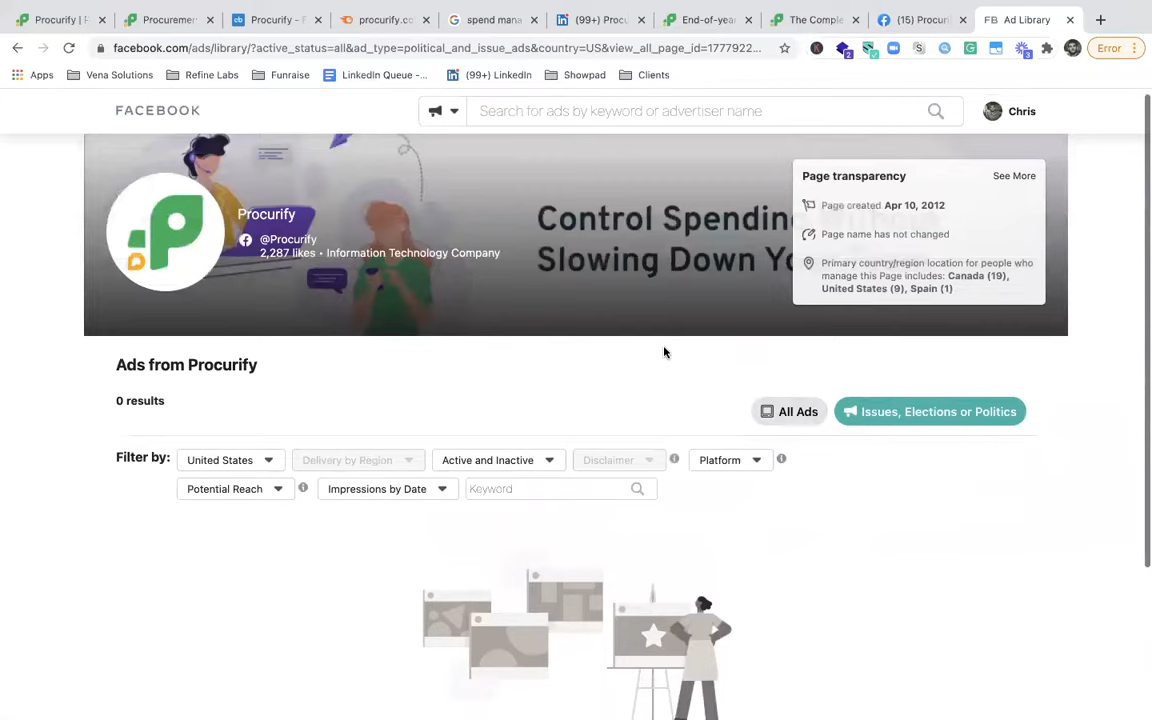 Procurify | P
Procuremen
Procurify - F
procurify.co
spend mana
(99+) Procu
End-of-year
The Comple
(15) Procuri
Ad Library
facebook.com/ads/library/?active_status=all&ad_type=political_and_issue_ads&country=US&view_all_page_id=1777922...
Error
Apps
Vena Solutions
Refine Labs
Funraise
LinkedIn Queue -...
(99+) LinkedIn
Showpad
Clients
FACEBOOK
Search for ads by keyword or advertiser name
Chris
Procurify
@Procurify
2,287 likes • Information Technology Company
Control Spending
Slowing Down Yo
Page transparency
See More
Page created Apr 10, 2012
Page name has not changed
Primary country/region location for people who
manage this Page includes: Canada (19),
United States (9), Spain (1)
Ads from Procurify
0 results
All Ads
Issues, Elections or Politics
Filter by:
United States
Delivery by Region
Active and Inactive
Disclaimer
Platform
Potential Reach
Impressions by Date
Keyword